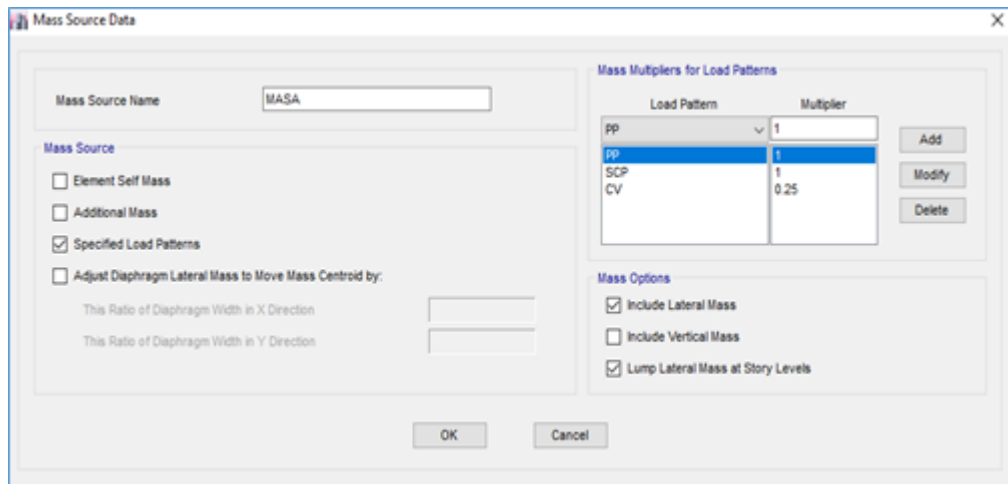 Mass Source Data
Mass Source Name
MASA
Mass Source
Element Self Mass
Additional Mass
Specified Load Patterns
Adjust Diaphragm Lateral Mass to Move Mass Centroid by:
This Ratio of Diaphragm Width in X Direction
This Ratio of Diaphragm Width in Y Direction
Mass Multipliers for Load Patterns
Load Pattern Multiplier
PP 1
PP 1
SCP 1
CV 0.25
Add
Modify
Delete
Mass Options
Include Lateral Mass
Include Vertical Mass
Lump Lateral Mass at Story Levels
OK Cancel